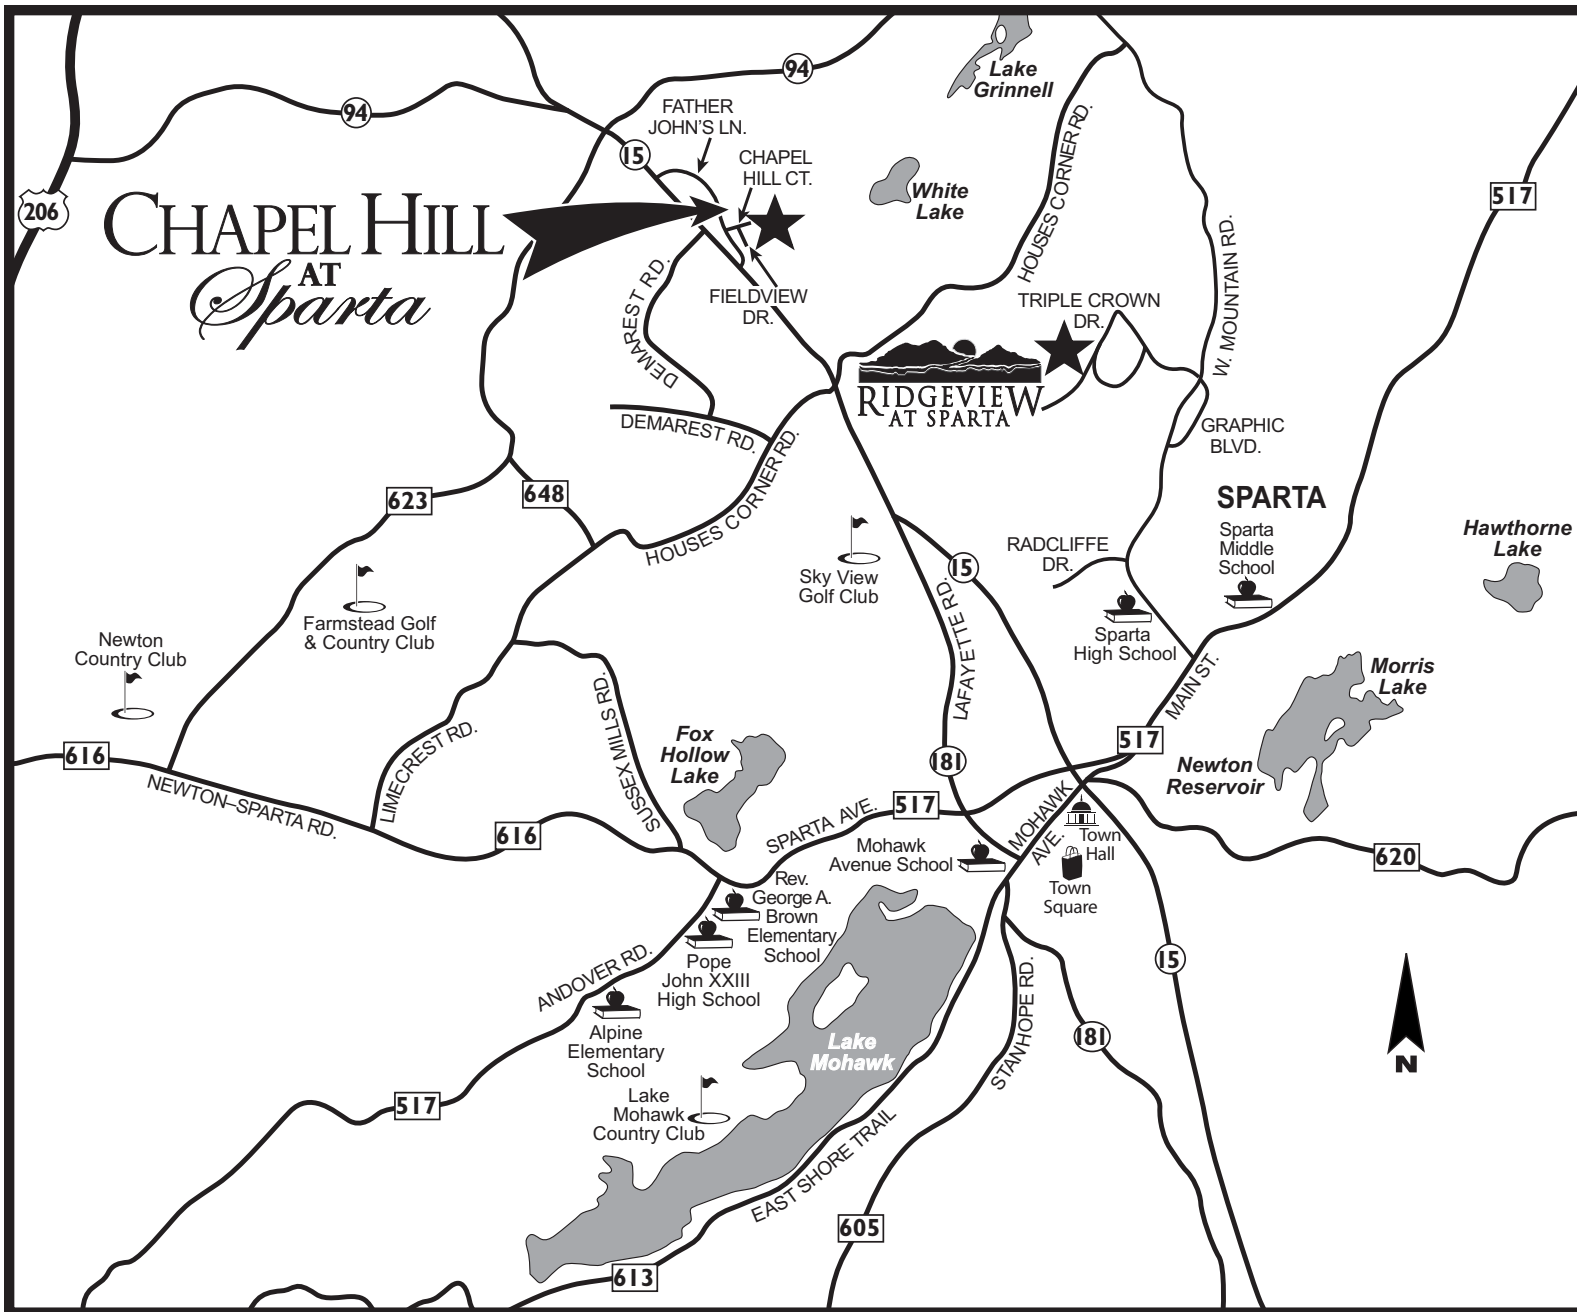 Lake
Grinnell
94
94
FATHER
JOHN'S LN.
15
CHAPEL
HILL CT.
HOUSES CORNER RD.
White
Lake
517
206
CHAPEL HILL
AT
Sparta
W. MOUNTAIN RD.
DEMAREST RD.
FIELDVIEW
DR.
TRIPLE CROWN
DR.
RIDGEVIEW
AT SPARTA
DEMAREST RD.
GRAPHIC
BLVD.
623
648
HOUSES CORNER RD.
SPARTA
Sparta
Middle
School
Hawthorne
Lake
RADCLIFFE
DR.
15
Sky View
Golf Club
LAFAYETTE RD.
Farmstead Golf
& Country Club
Newton
Country Club
Sparta
High School
MAIN ST.
Morris
Lake
616
NEWTON–SPARTA RD.
LIMECREST RD.
SUSSEX MILLS RD.
Fox
Hollow
Lake
181
517
Newton
Reservoir
616
SPARTA AVE.
517
MOHAWK
AVE.
Town
Hall
Mohawk
Avenue School
620
Town
Square
Rev.
George A.
Brown
Elementary
School
ANDOVER RD.
Pope
John XXIII
High School
15
Alpine
Elementary
School
Lake
Mohawk
STANHOPE RD.
181
N
517
Lake
Mohawk
Country Club
EAST SHORE TRAIL
605
613